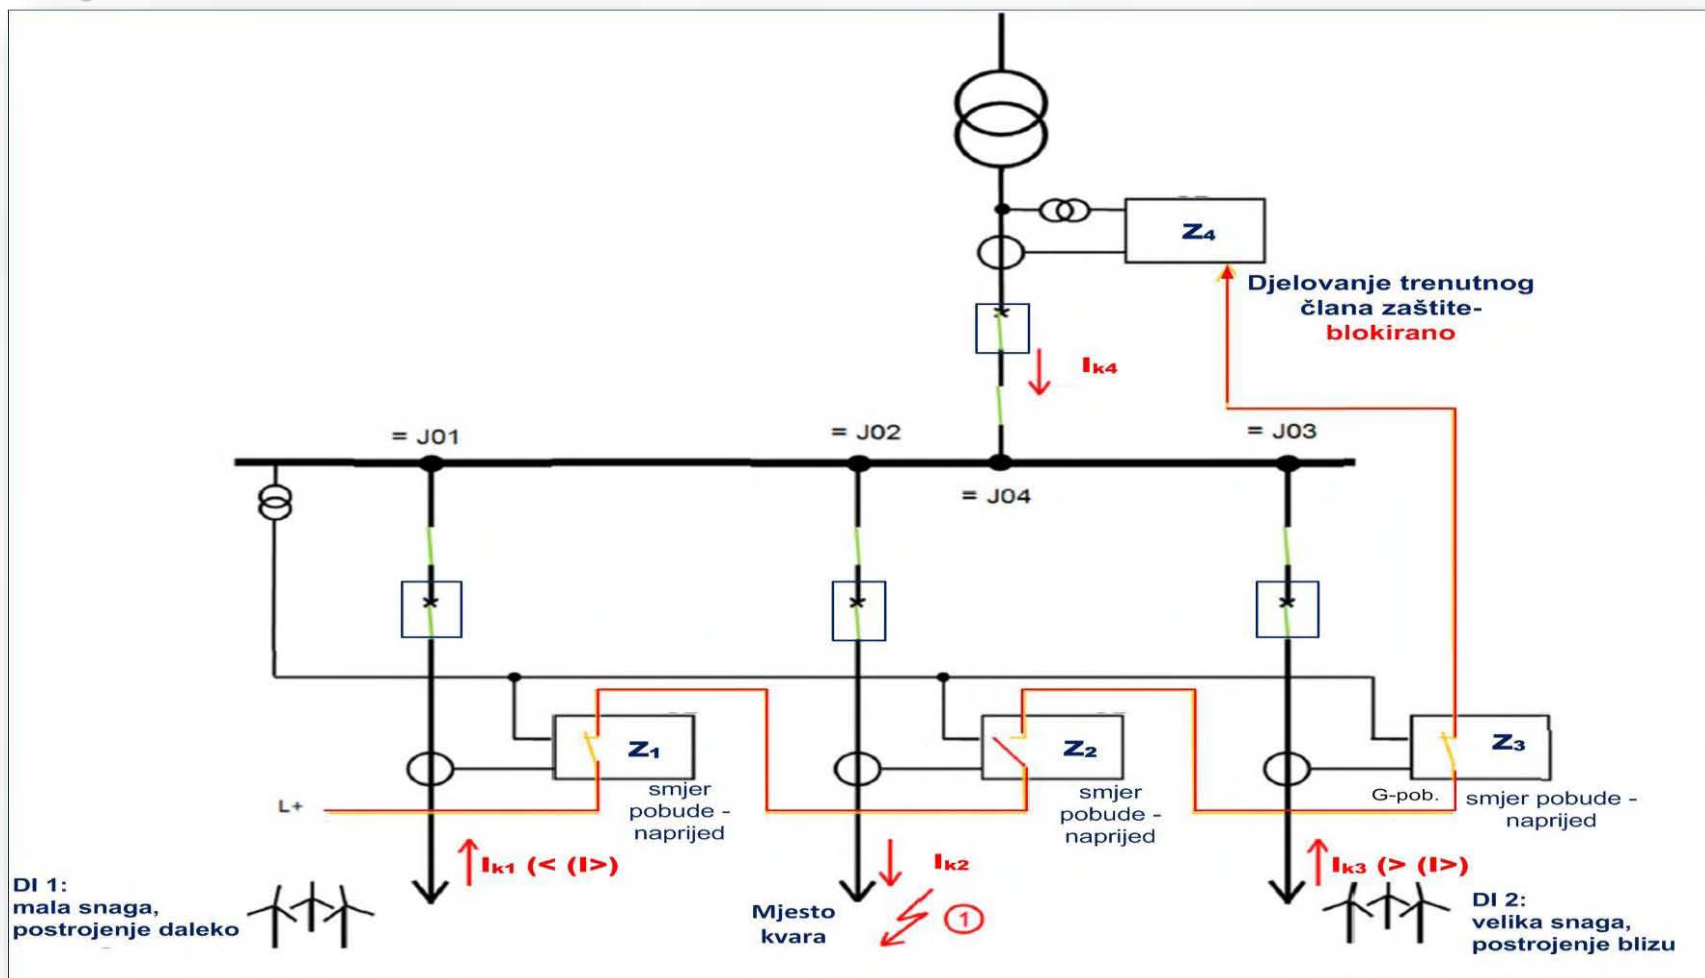 Z₄
Djelovanje trenutnog
člana zaštite-
blokirano
Iₖ₄
= J01
= J02
= J03
= J04
Z₁
Z₂
Z₃
smjer
pobude -
naprijed
smjer
pobude -
naprijed
G-pob.
smjer pobude -
naprijed
L+
Iₖ₁ (< (I>)
Iₖ₂
Iₖ₃ (> (I>)
DI 1:
mala snaga,
postrojenje daleko
Mjesto
kvara
1
DI 2:
velika snaga,
postrojenje blizu